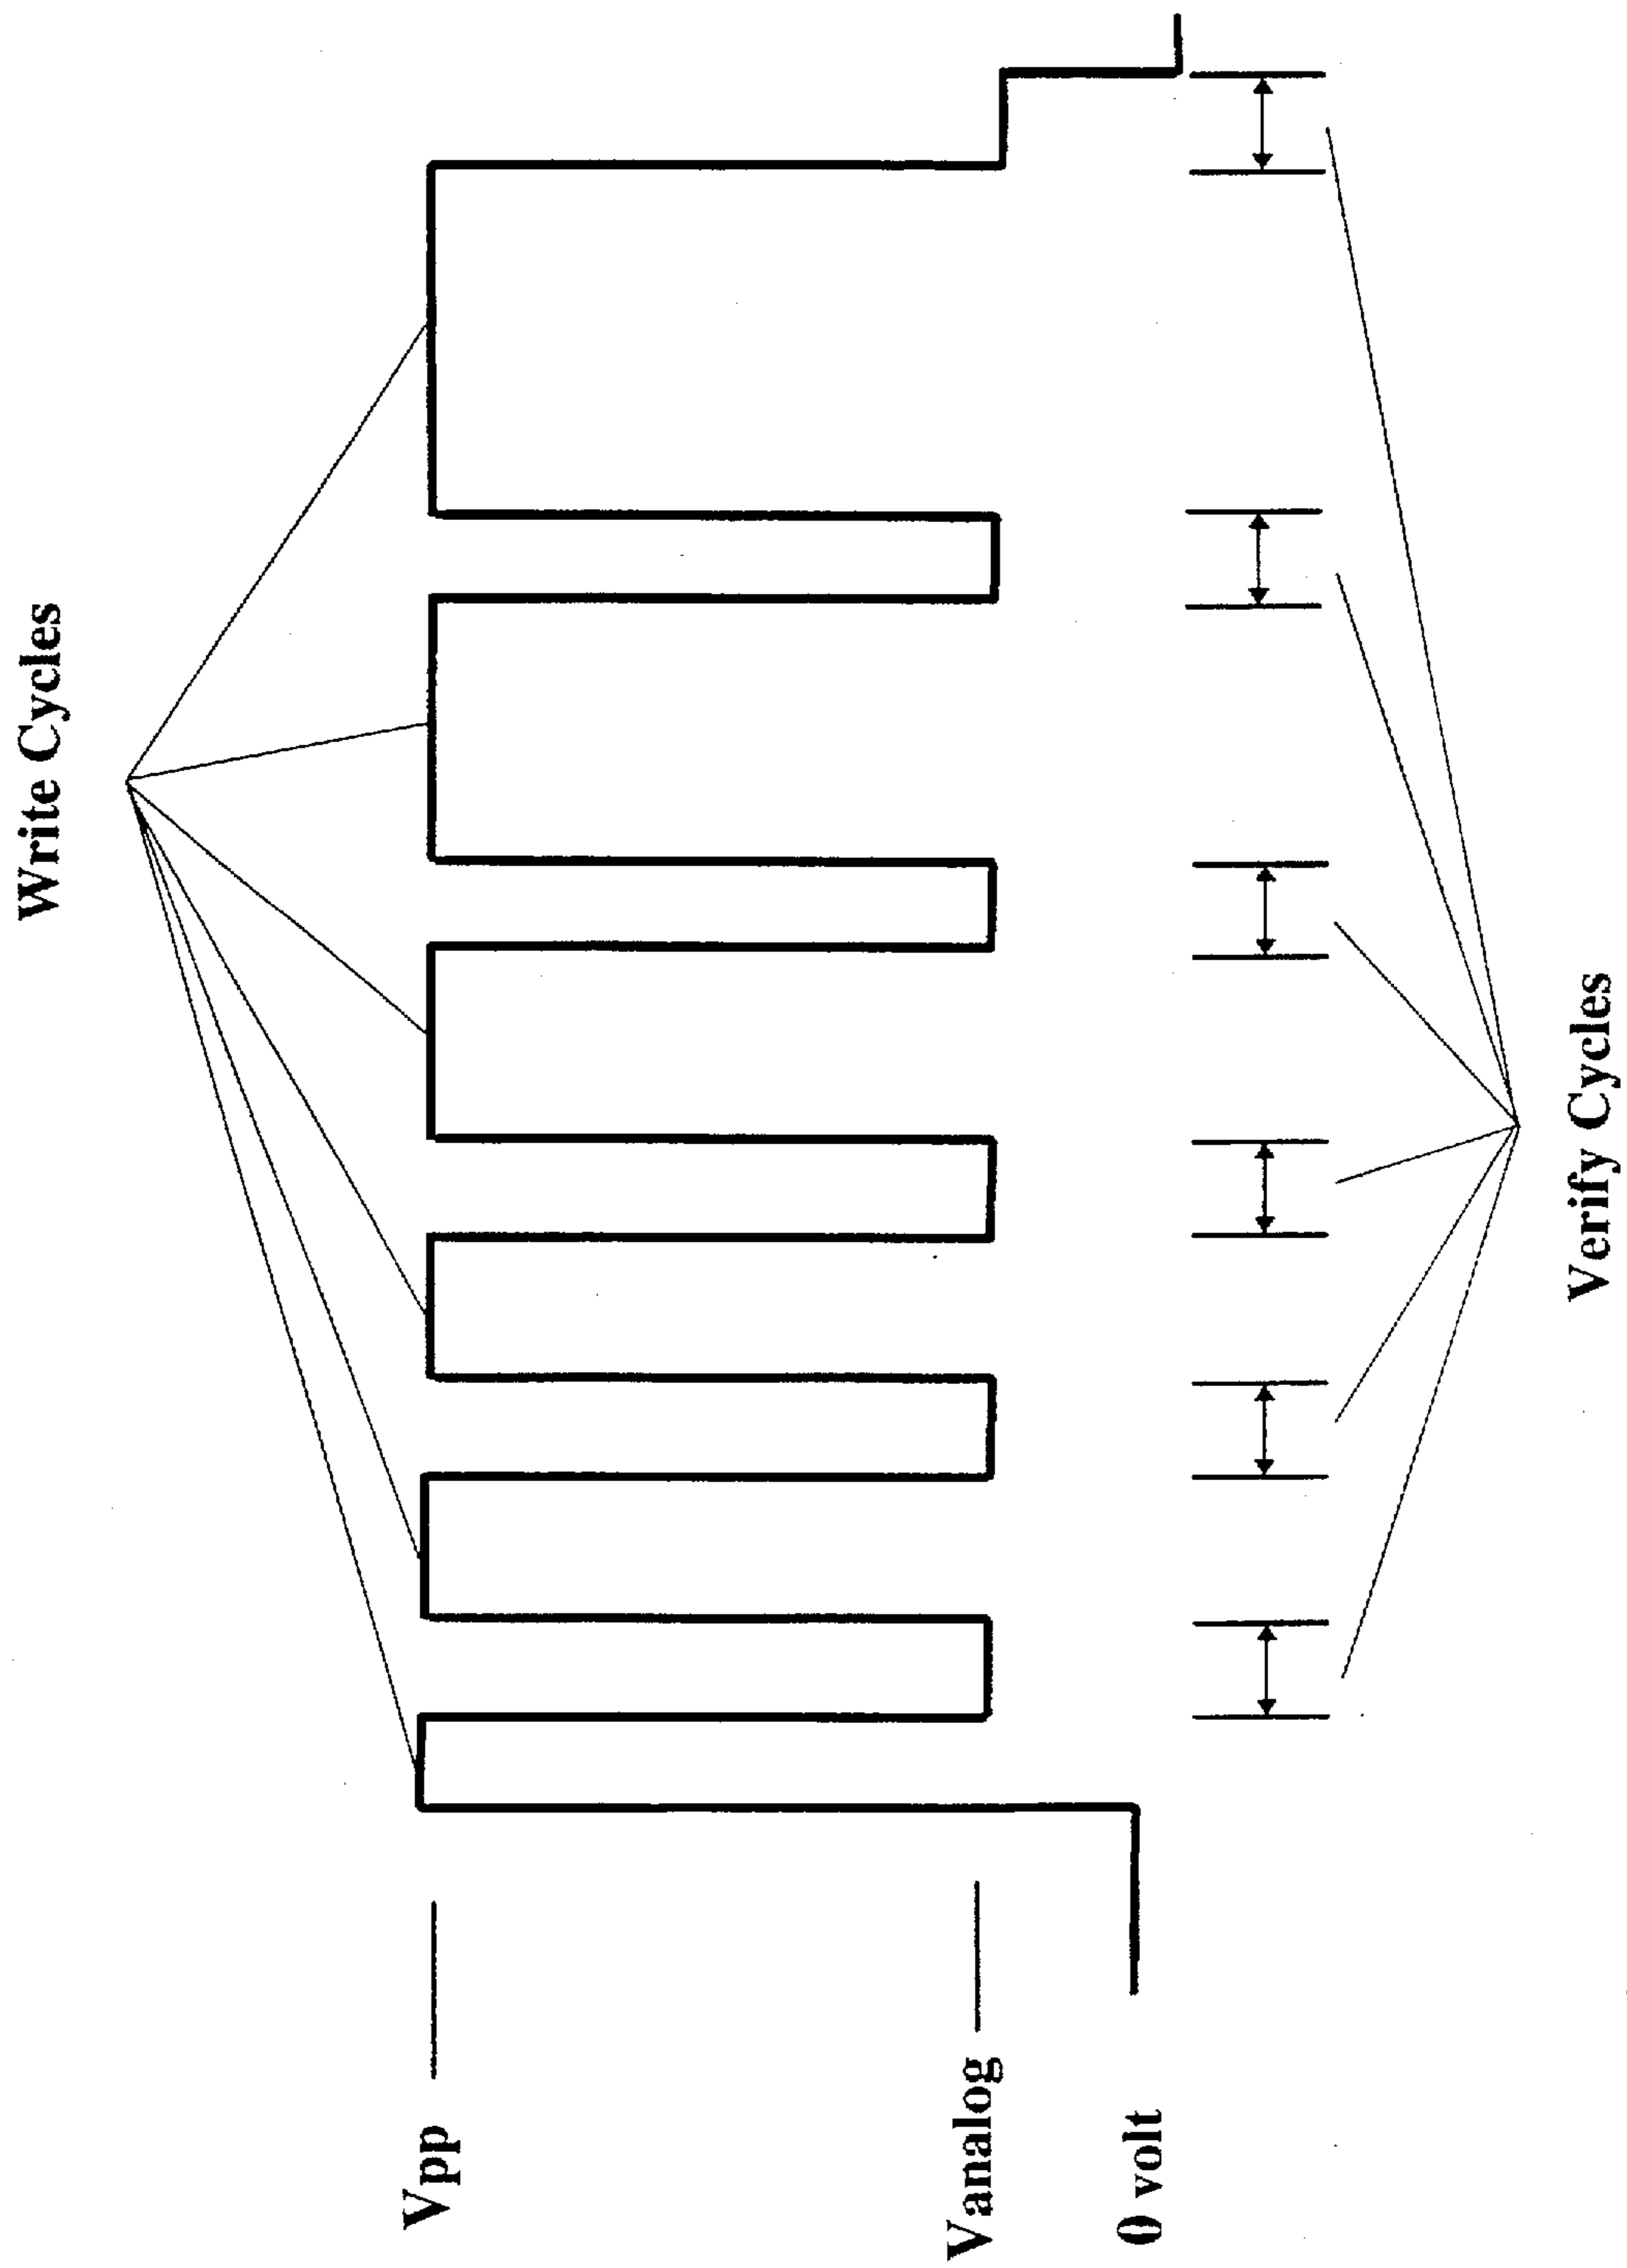 Write Cycles
Vpp
Vanalog
0 volt
Verify Cycles